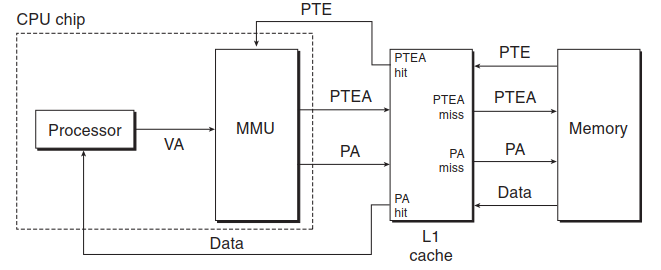 PTE
CPU chip
PTEA
hit
PTE
PTEA
PTEA
miss
PTEA
Processor
MMU
Memory
VA
PA
PA
miss
PA
PA
hit
Data
Data
L1
cache